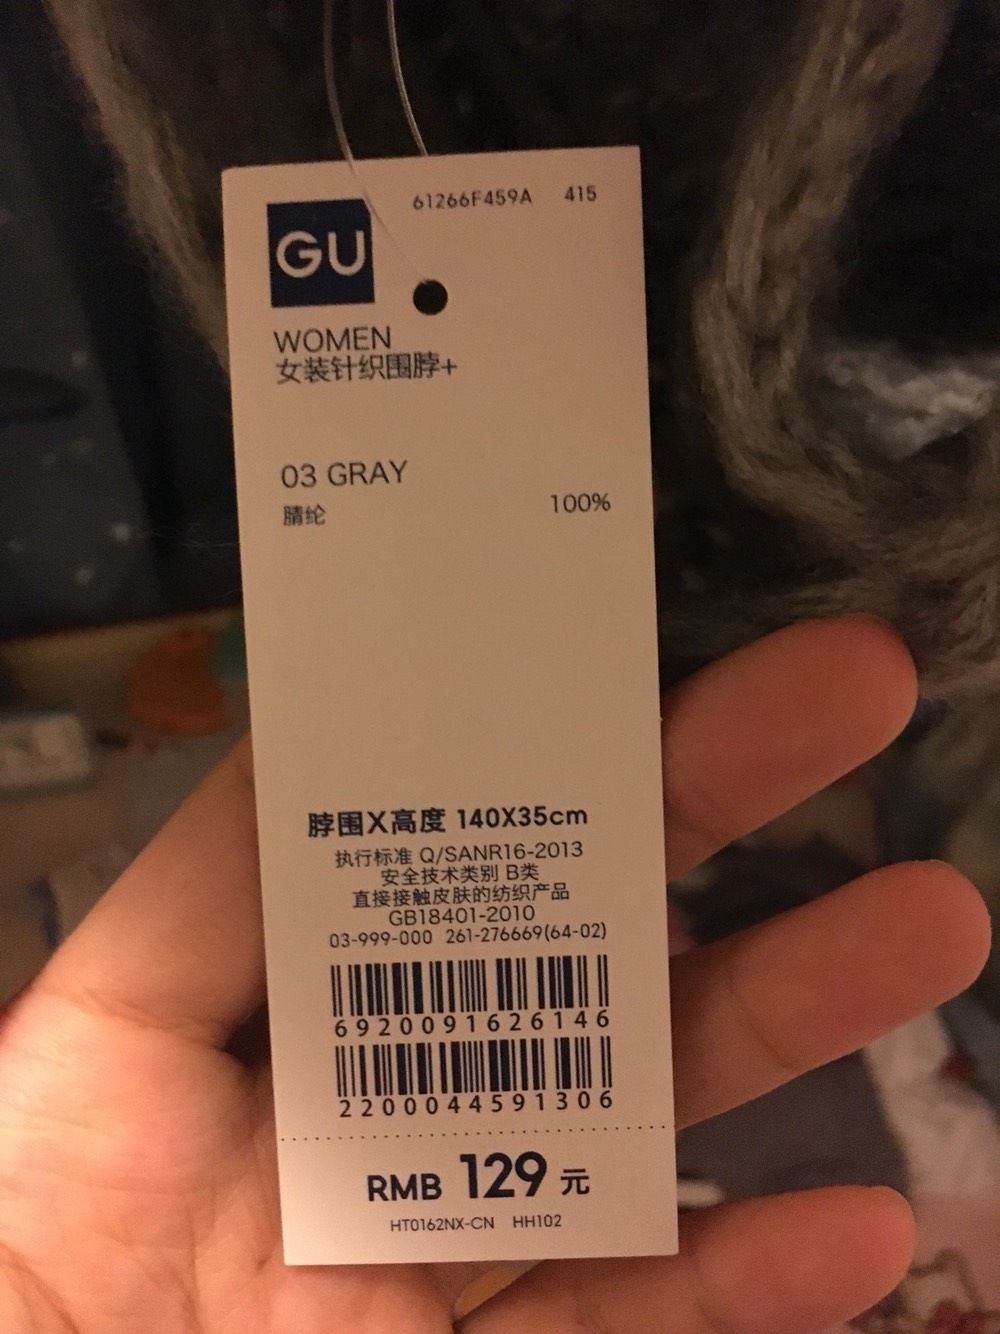 61266F459A 415
GU
WOMEN
女装针织围脖+
03 GRAY
腈纶 100%
脖围X高度 140X35cm
执行标准 Q/SANR16-2013
安全技术类别 B类
直接接触皮肤的纺织产品
GB18401-2010
03-999-000 261-276669(64-02)
6920091626146
2200044591306
RMB 129 元
HT0162NX-CN HH102